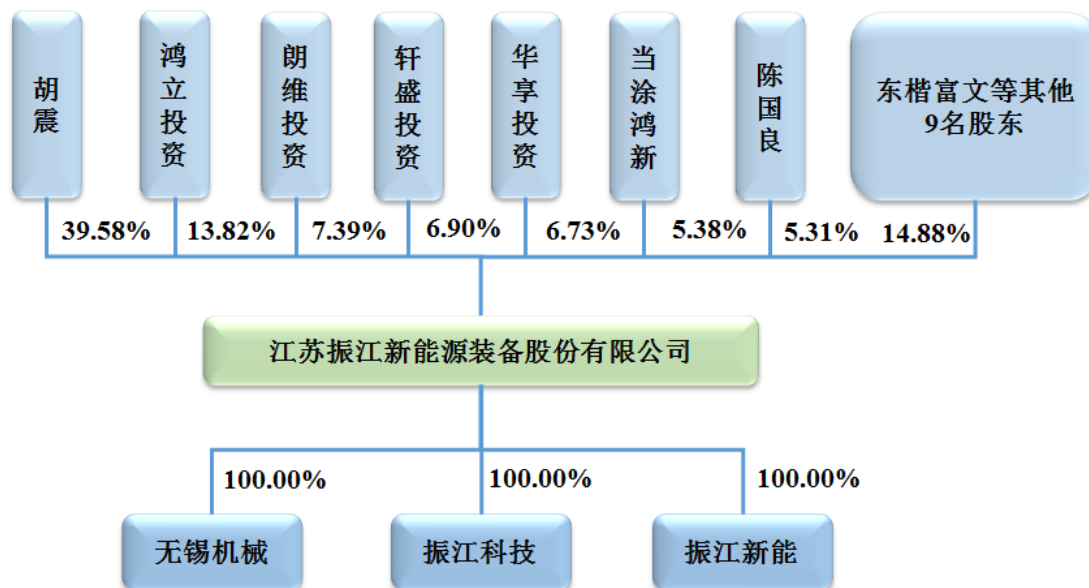 胡震
鸿立投资
朗维投资
轩盛投资
华享投资
当涂鸿新
陈国良
东楷富文等其他
9名股东
39.58%
13.82%
7.39%
6.90%
6.73%
5.38%
5.31%
14.88%
江苏振江新能源装备股份有限公司
100.00%
100.00%
100.00%
无锡机械
振江科技
振江新能